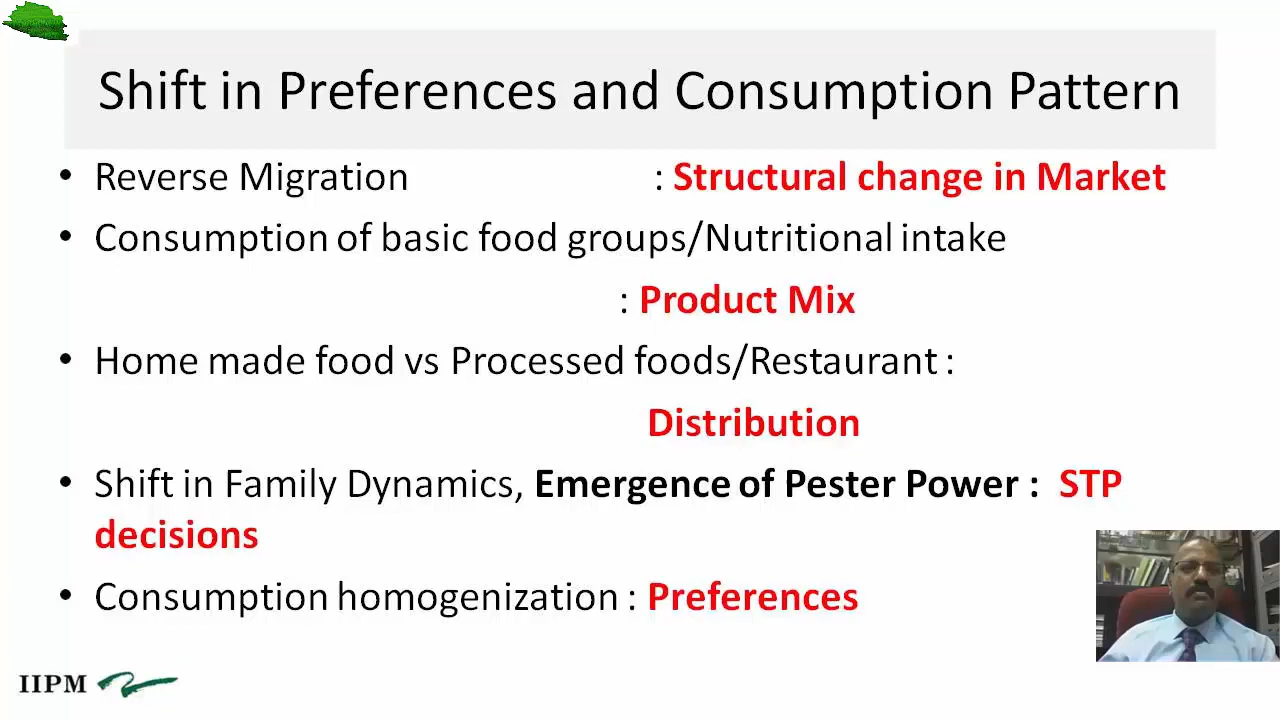 Shift in Preferences and Consumption Pattern
• Reverse Migration : Structural change in Market
• Consumption of basic food groups/Nutritional intake
: Product Mix
• Home made food vs Processed foods/Restaurant :
Distribution
• Shift in Family Dynamics, Emergence of Pester Power : STP
decisions
• Consumption homogenization : Preferences
IIPM